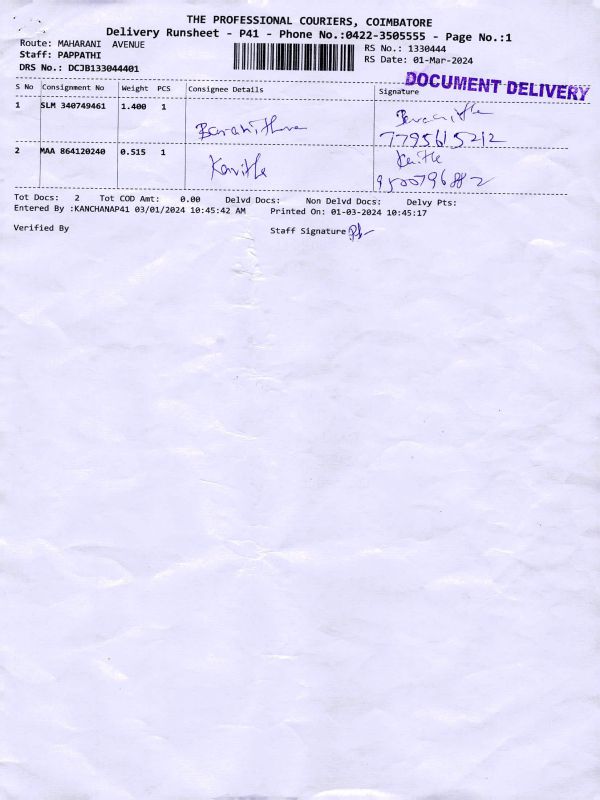 THE PROFESSIONAL COURIERS, COIMBATORE
Delivery Runsheet - P41 - Phone No.:0422-3505555 - Page No.:1
Route: MAHARANI AVENUE
RS No.: 1330444
Staff: PAPPATHI
RS Date: 01-Mar-2024
DRS No.: DCJB133044401
DOCUMENT DELIVERY
S No Consignment No Weight PCS Consignee Details Signature
1 SLM 340749461 1.400 1
7795615212
2 MAA 864120240 0.515 1 Kavitha
Tot Docs: 2 Tot COD Amt: 0.00 Delvd Docs: Non Delvd Docs: Delvy Pts:
Entered By :KANCHANAP41 03/01/2024 10:45:42 AM Printed On: 01-03-2024 10:45:17
Verified By Staff Signature